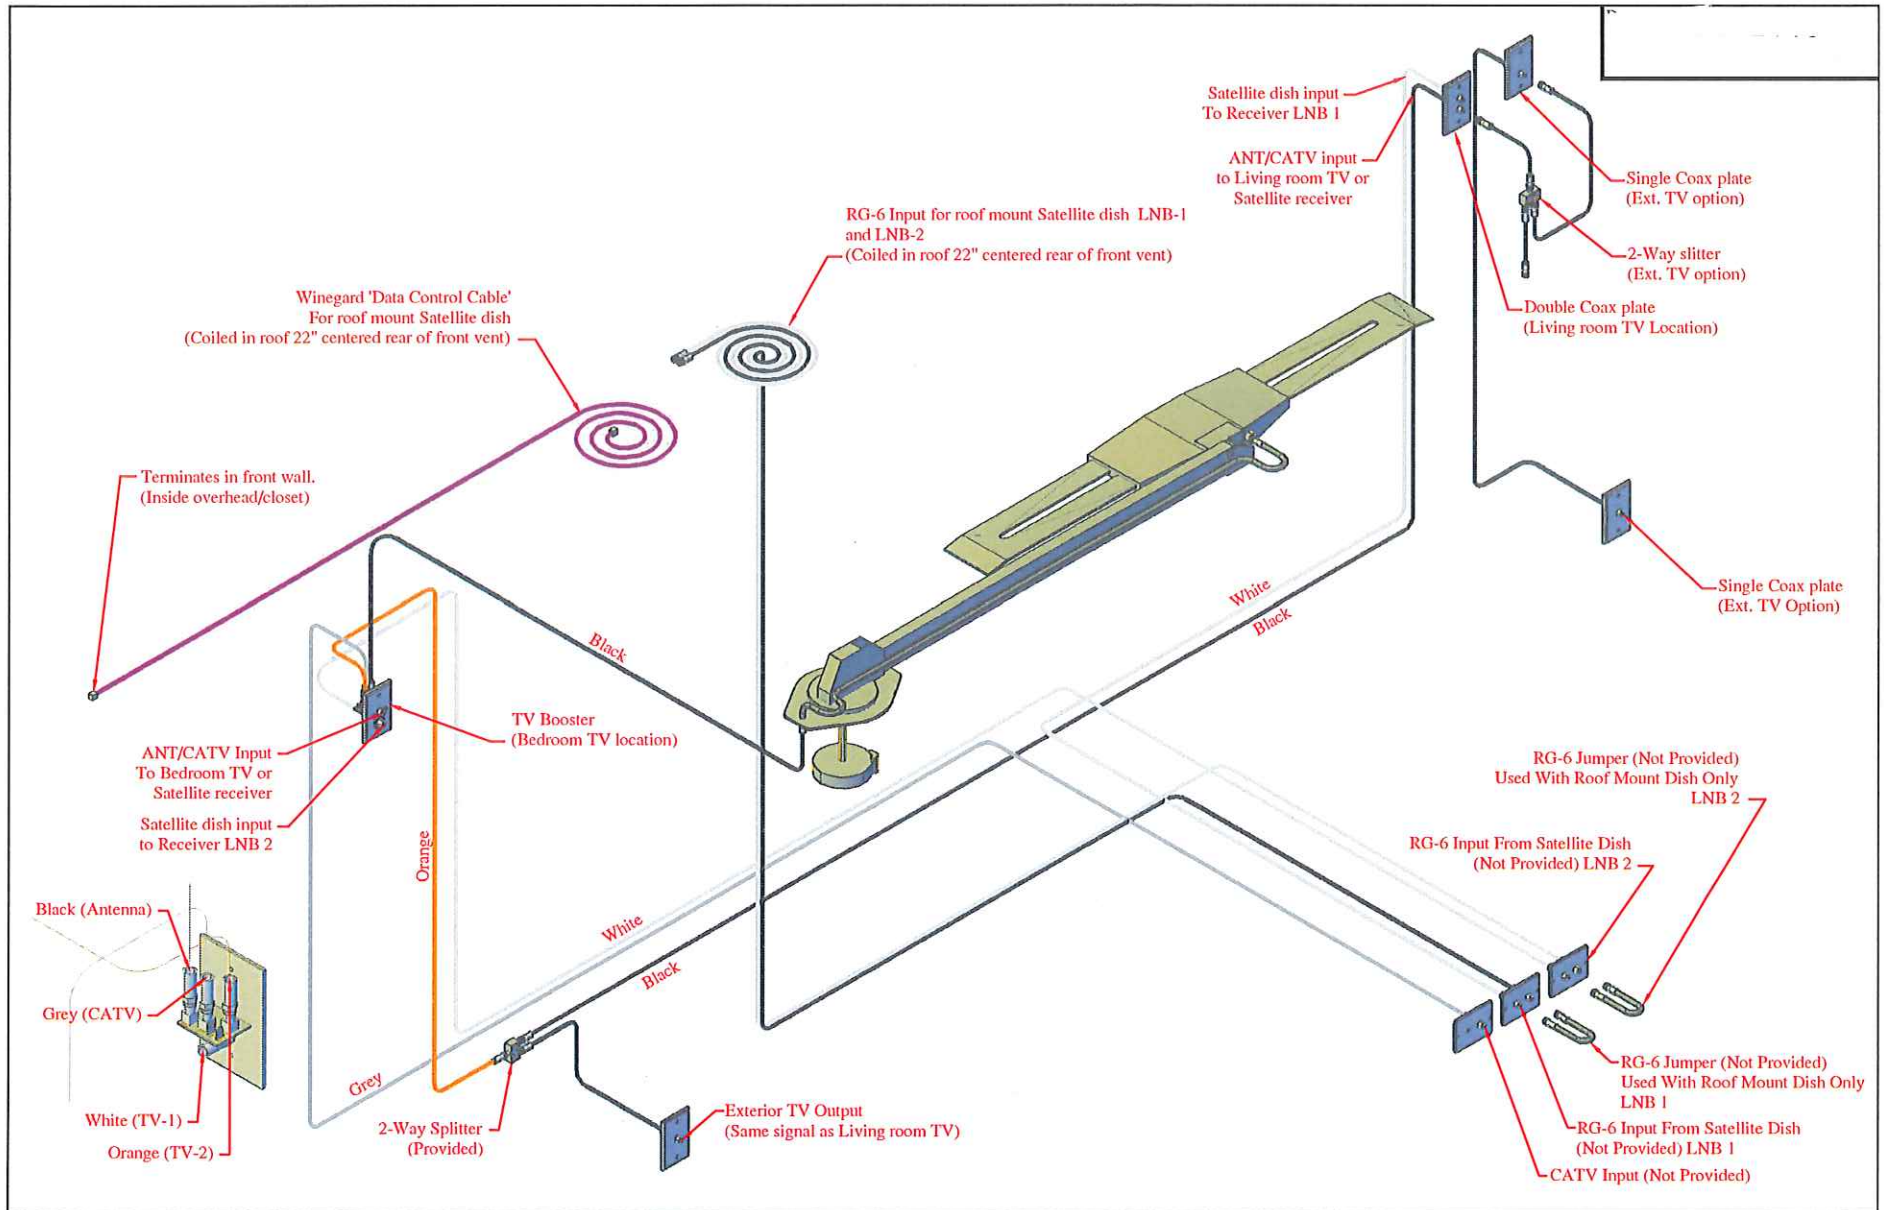 Satellite dish input
To Receiver LNB 1
ANT/CATV input
to Living room TV or
Satellite receiver
Single Coax plate
(Ext. TV option)
2-Way slitter
(Ext. TV option)
Double Coax plate
(Living room TV Location)
RG-6 Input for roof mount Satellite dish LNB-1
and LNB-2
(Coiled in roof 22" centered rear of front vent)
Winegard 'Data Control Cable'
For roof mount Satellite dish
(Coiled in roof 22" centered rear of front vent)
Terminates in front wall.
(Inside overhead/closet)
Single Coax plate
(Ext. TV Option)
White
Black
Black
TV Booster
(Bedroom TV location)
ANT/CATV Input
To Bedroom TV or
Satellite receiver
Satellite dish input
to Receiver LNB 2
Orange
RG-6 Jumper (Not Provided)
Used With Roof Mount Dish Only
LNB 2
RG-6 Input From Satellite Dish
(Not Provided) LNB 2
Black (Antenna)
Grey (CATV)
White (TV-1)
Orange (TV-2)
White
Black
Grey
2-Way Splitter
(Provided)
Exterior TV Output
(Same signal as Living room TV)
RG-6 Jumper (Not Provided)
Used With Roof Mount Dish Only
LNB 1
RG-6 Input From Satellite Dish
(Not Provided) LNB 1
CATV Input (Not Provided)